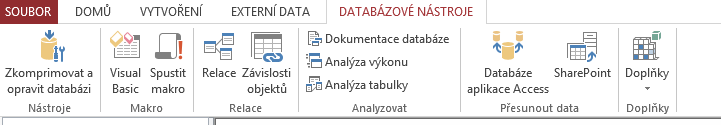 SOUBOR DOMŮ VYTVOŘENÍ EXTERNÍ DATA DATABÁZOVÉ NÁSTROJE
Zkomprimovat a
opravit databázi
Nástroje
Visual
Basic
Spustit
makro
Makro
Relace
Závislosti
objektů
Relace
Dokumentace databáze
Analýza výkonu
Analýza tabulky
Analyzovat
Databáze
aplikace Access
SharePoint
Přesunout data
Doplňky
Doplňky